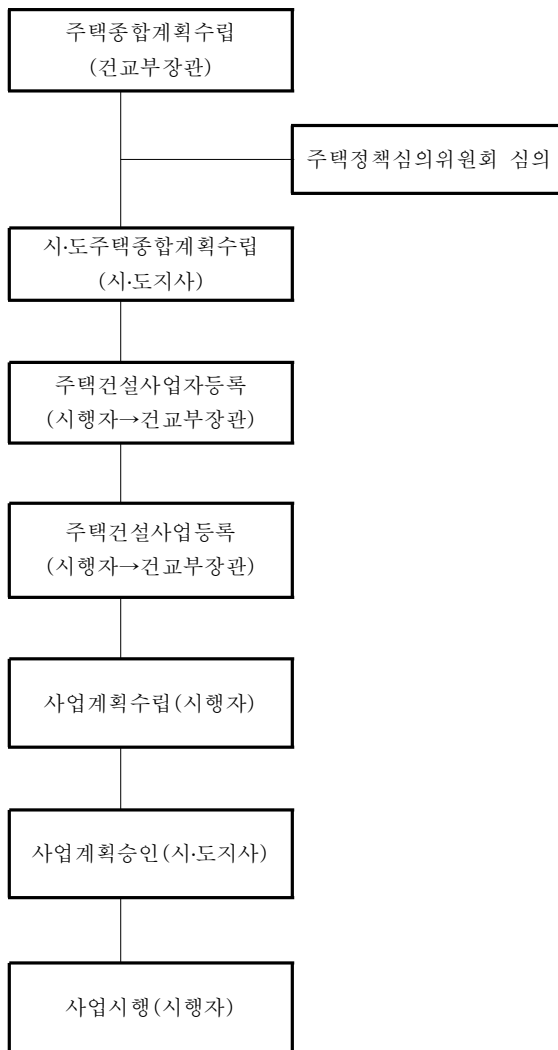 주택종합계획수립
(건교부장관)
주택정책심의위원회 심의
시·도주택종합계획수립
(시·도지사)
주택건설사업자등록
(시행자→건교부장관)
주택건설사업등록
(시행자→건교부장관)
사업계획수립(시행자)
사업계획승인(시·도지사)
사업시행(시행자)